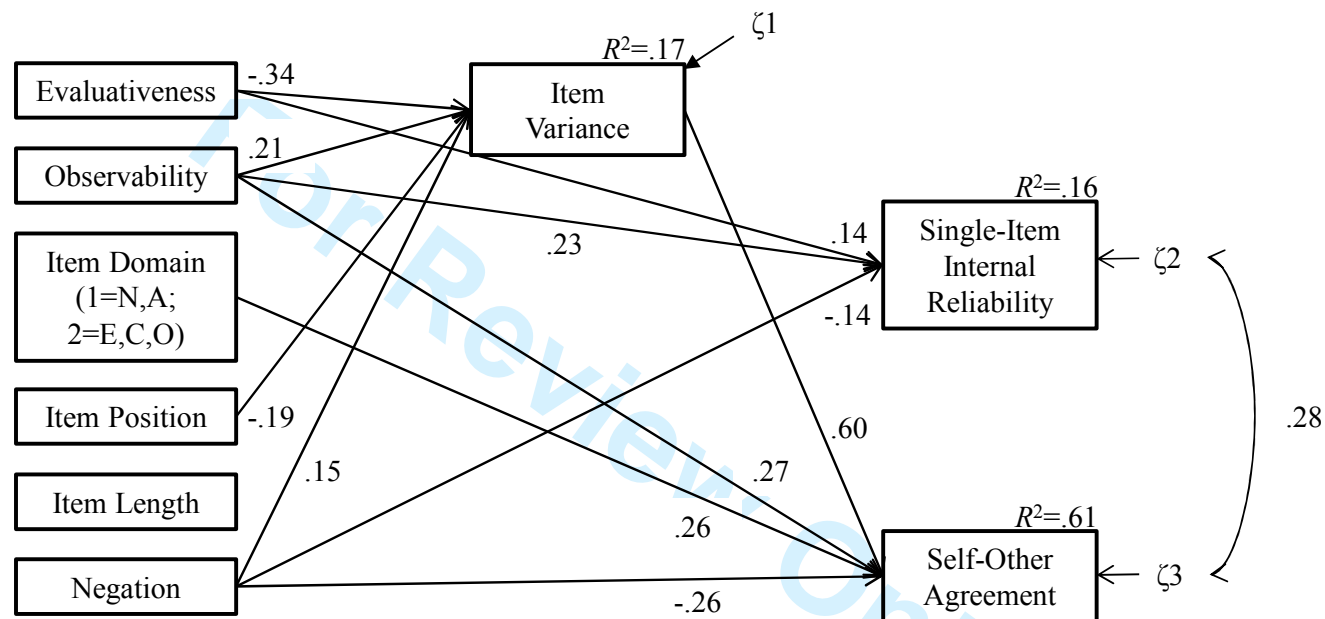 ζ1
R²=.17
Evaluativeness
-.34
Item
Variance
Observability
.21
R²=.16
Item Domain
(1=N,A;
2=E,C,O)
.23
.14
Single-Item
Internal
Reliability
ζ2
-.14
Item Position
-.19
.60
.28
.15
.27
Item Length
.26
R²=.61
Negation
-.26
Self-Other
Agreement
ζ3
For Review On